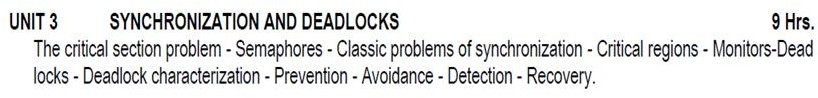 UNIT 3 SYNCHRONIZATION AND DEADLOCKS 9 Hrs.
The critical section problem - Semaphores - Classic problems of synchronization - Critical regions - Monitors-Dead
locks - Deadlock characterization - Prevention - Avoidance - Detection - Recovery.